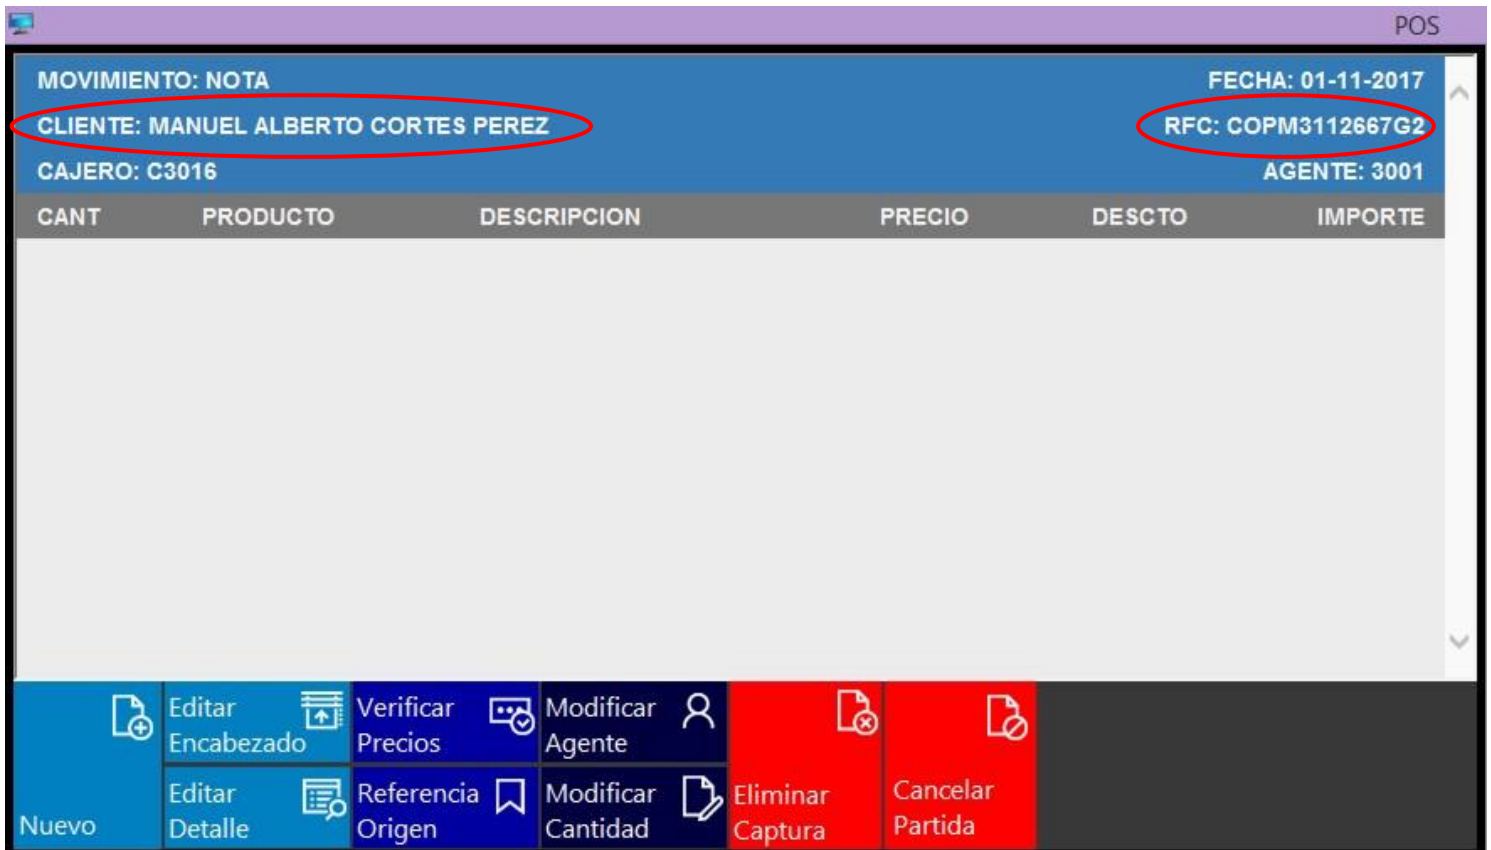 POS
MOVIMIENTO: NOTA FECHA: 01-11-2017
CLIENTE: MANUEL ALBERTO CORTES PEREZ RFC: COPM3112667G2
CAJERO: C3016 AGENTE: 3001
CANT PRODUCTO DESCRIPCION PRECIO DESCTO IMPORTE
Nuevo
Editar
Encabezado
Editar
Detalle
Verificar
Precios
Referencia
Origen
Modificar
Agente
Modificar
Cantidad
Eliminar
Captura
Cancelar
Partida